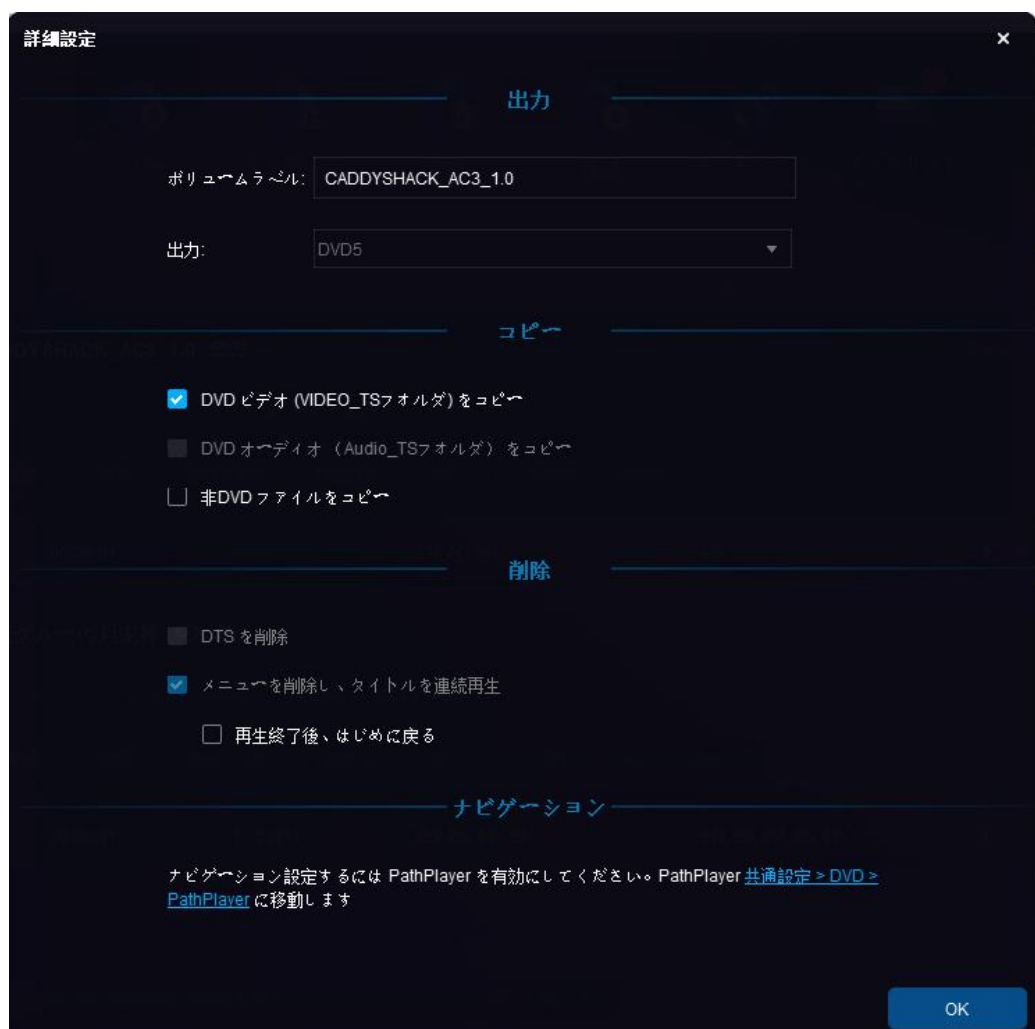 詳細設定
出力
ボリュームラベル: CADDYSHACK_AC3_1.0
出力: DVD5
コピー
DVD ビデオ (VIDEO_TSフォルダ) をコピー
DVD オーディオ （Audio_TSフォルダ） をコピー
非DVD ファイルをコピー
削除
DTS を削除
メニューを削除し、タイトルを連続再生
再生終了後、はじめに戻る
ナビゲーション
ナビゲーション設定するには PathPlayer を有効にしてください。PathPlayer 共通設定 > DVD >
PathPlayer に移動します
OK